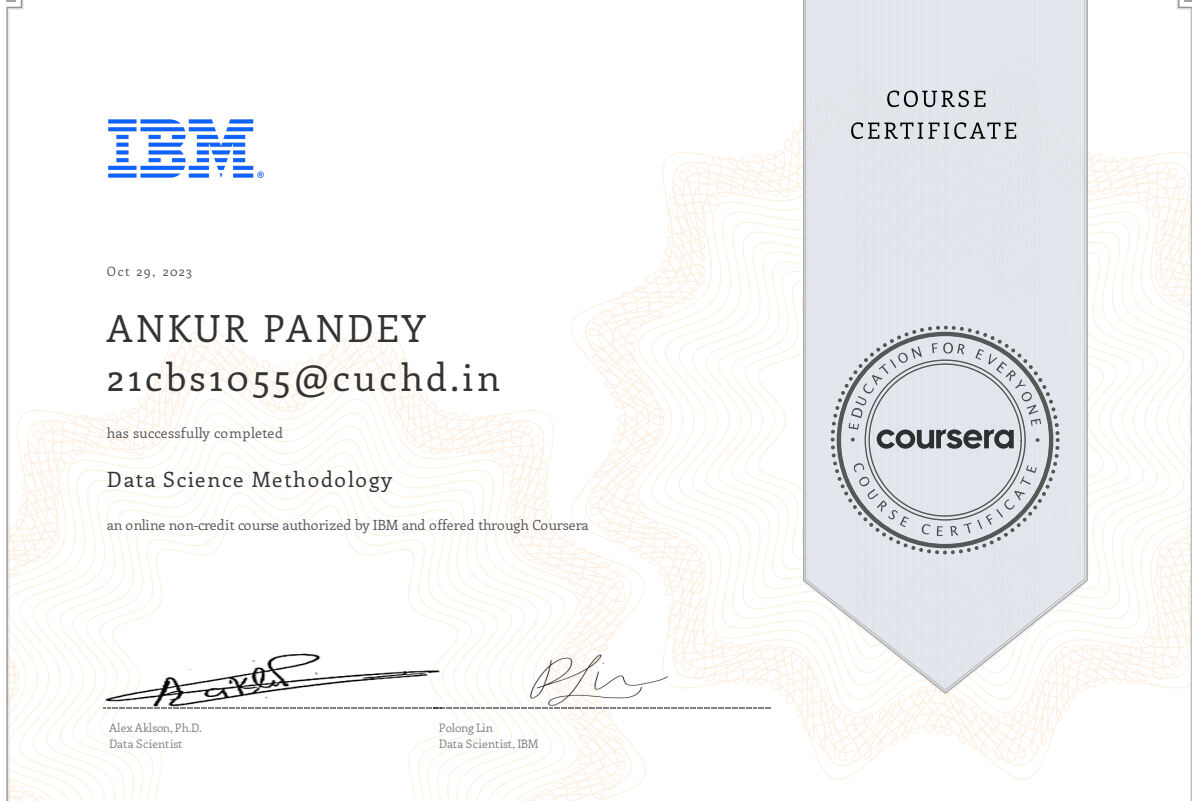 COURSE
CERTIFICATE
IBM®
Oct 29, 2023
ANKUR PANDEY
21cbs1055@cuchd.in
has successfully completed
Data Science Methodology
an online non-credit course authorized by IBM and offered through Coursera
EDUCATION FOR EVERYONE
coursera
COURSE CERTIFICATE
Alex Aklson, Ph.D.
Data Scientist
Polong Lin
Data Scientist, IBM